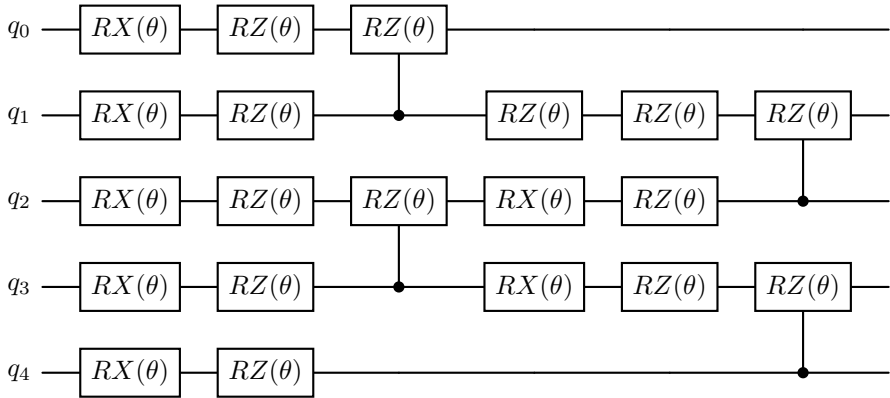 q0 RX(θ) RZ(θ) RZ(θ)
q1 RX(θ) RZ(θ) RZ(θ) RZ(θ) RZ(θ)
q2 RX(θ) RZ(θ) RZ(θ) RX(θ) RZ(θ)
q3 RX(θ) RZ(θ) RX(θ) RZ(θ) RZ(θ)
q4 RX(θ) RZ(θ)